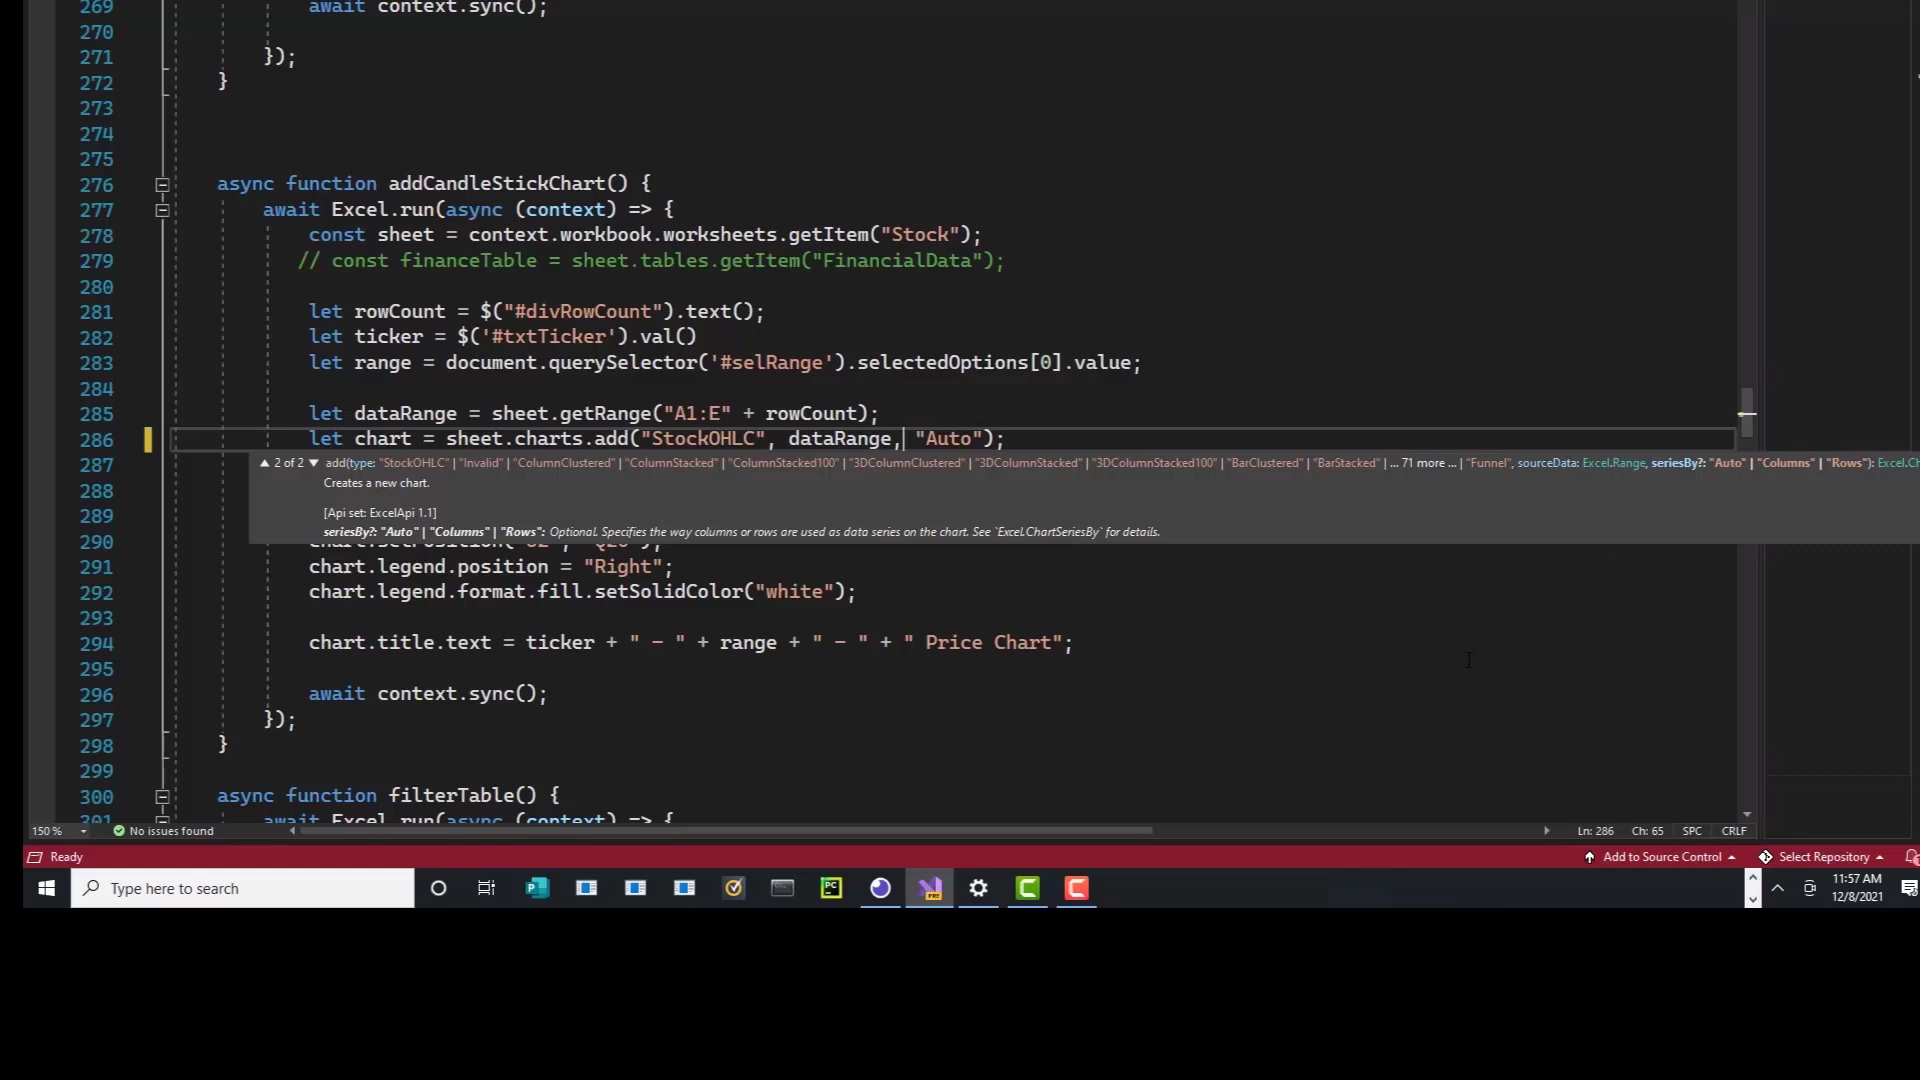 269 await context.sync();
270
271 });
272 }
273
274
275
276 async function addCandleStickChart() {
277 await Excel.run(async (context) => {
278 const sheet = context.workbook.worksheets.getItem("Stock");
279 // const financeTable = sheet.tables.getItem("FinancialData");
280
281 let rowCount = $("#divRowCount").text();
282 let ticker = $('#txtTicker').val()
283 let range = document.querySelector('#selRange').selectedOptions[0].value;
284
285 let dataRange = sheet.getRange("A1:E" + rowCount);
286 let chart = sheet.charts.add("StockOHLC", dataRange, "Auto");
287 ▲ 2 of 2 ▼ add(type: "StockOHLC" | "Invalid" | "ColumnClustered" | "ColumnStacked" | "ColumnStacked100" | "3DColumnClustered" | "3DColumnStacked" | "3DColumnStacked100" | "BarClustered" | "BarStacked" | ... 71 more ... | "Funnel", sourceData: Excel.Range, seriesBy?: "Auto" | "Columns" | "Rows"): Excel.Ch
288 Creates a new chart.
289 [Api set: ExcelApi 1.1]
seriesBy?: "Auto" | "Columns" | "Rows": Optional. Specifies the way columns or rows are used as data series on the chart. See `Excel.ChartSeriesBy` for details.
290
291 chart.legend.position = "Right";
292 chart.legend.format.fill.setSolidColor("white");
293
294 chart.title.text = ticker + " - " + range + " - " + " Price Chart";
295
296 await context.sync();
297 });
298 }
299
300 async function filterTable() {
301 await Excel.run(async (context) => {
150 % No issues found Ln: 286 Ch: 65 SPC CRLF
Ready Add to Source Control Select Repository
Type here to search
11:57 AM
12/8/2021